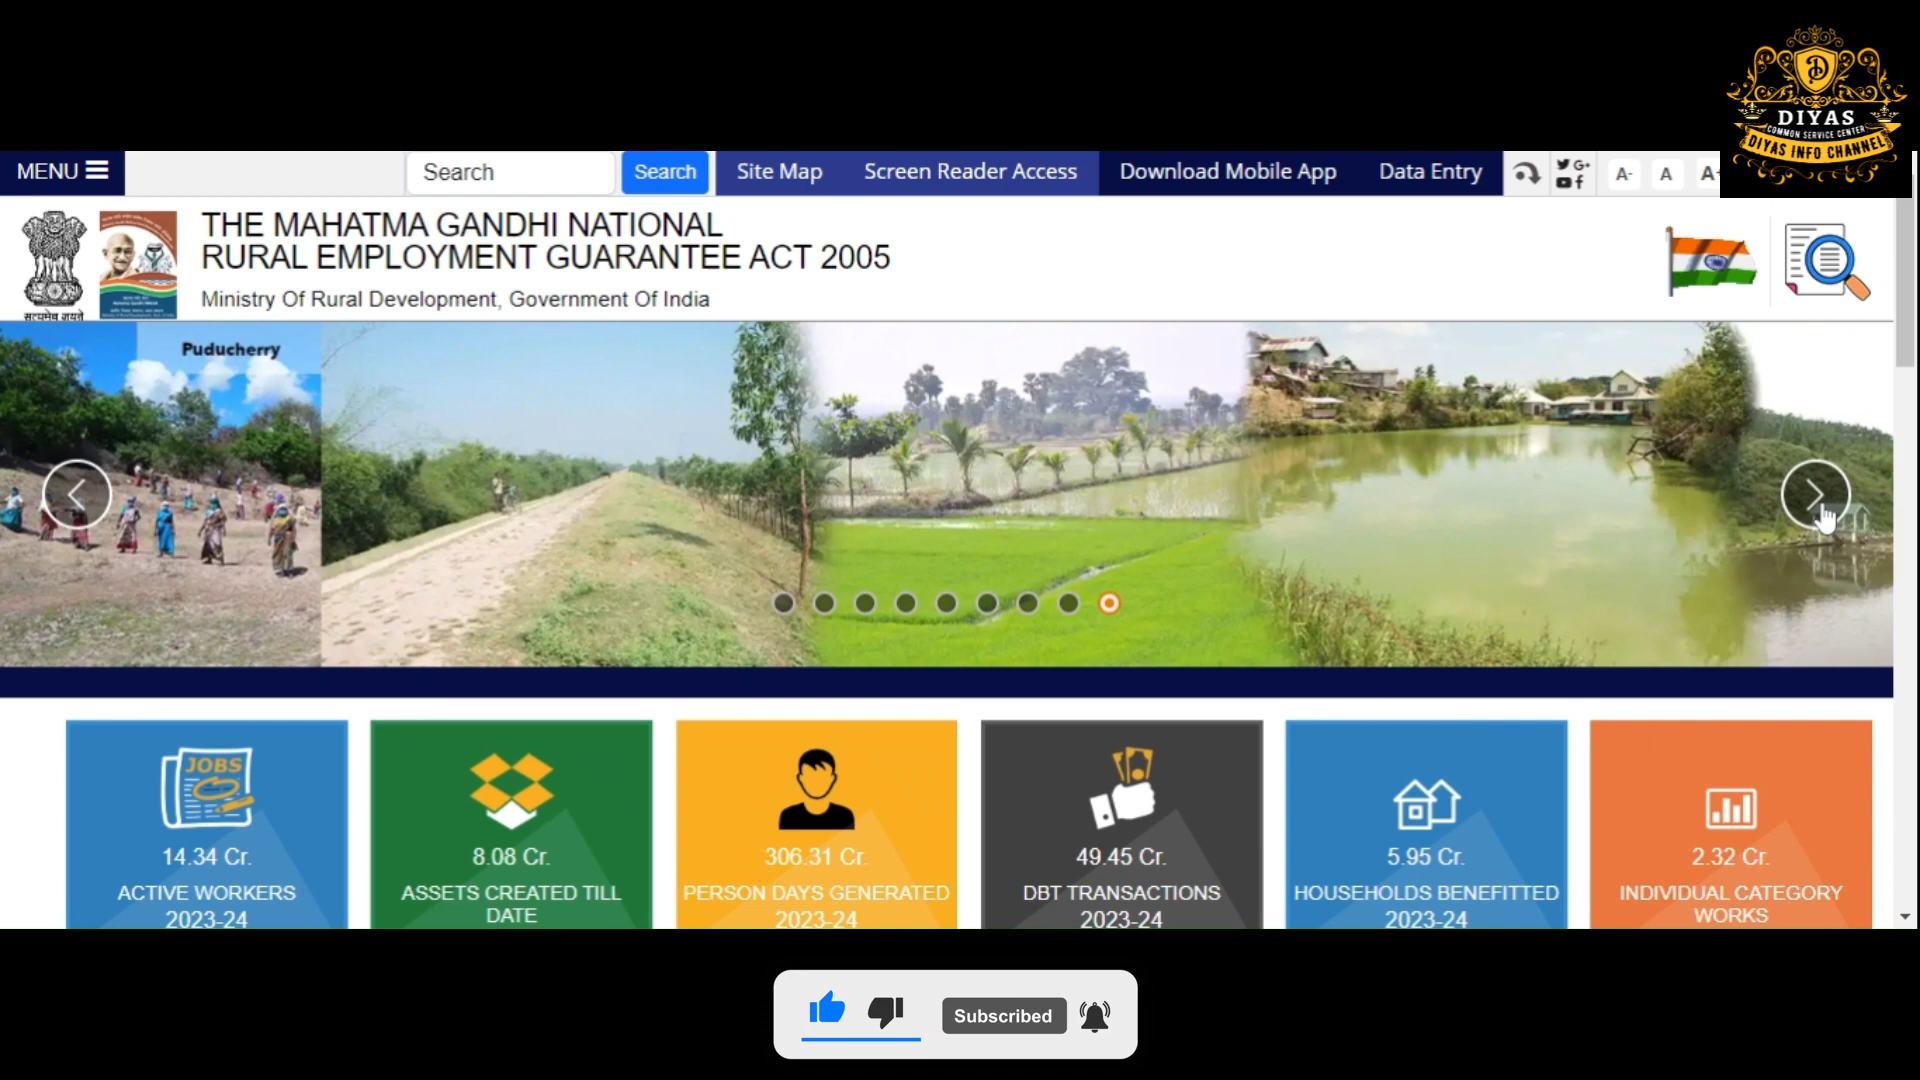 DIYAS
COMMON SERVICE CENTER
DIYAS INFO CHANNEL
MENU
Search
Search
Site Map
Screen Reader Access
Download Mobile App
Data Entry
A-
A
THE MAHATMA GANDHI NATIONAL
RURAL EMPLOYMENT GUARANTEE ACT 2005
Ministry Of Rural Development, Government Of India
सत्यमेव जयते
Puducherry
JOBS
14.34 Cr.
ACTIVE WORKERS
2023-24
8.08 Cr.
ASSETS CREATED TILL
DATE
306.31 Cr.
PERSON DAYS GENERATED
2023-24
49.45 Cr.
DBT TRANSACTIONS
2023-24
5.95 Cr.
HOUSEHOLDS BENEFITTED
2023-24
2.32 Cr.
INDIVIDUAL CATEGORY
WORKS
Subscribed